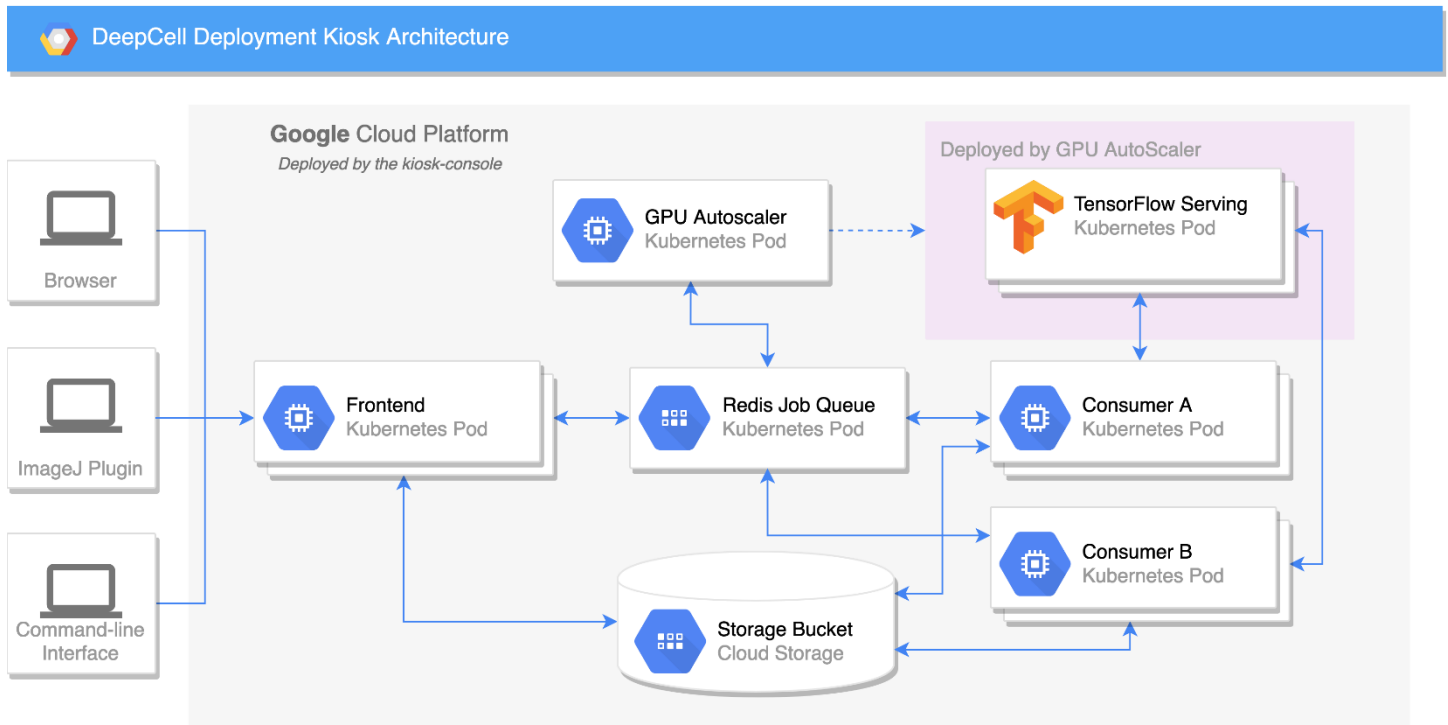 DeepCell Deployment Kiosk Architecture
Google Cloud Platform
Deployed by the kiosk-console
Deployed by GPU AutoScaler
Browser
ImageJ Plugin
Command-line
Interface
GPU Autoscaler
Kubernetes Pod
TensorFlow Serving
Kubernetes Pod
Frontend
Kubernetes Pod
Redis Job Queue
Kubernetes Pod
Consumer A
Kubernetes Pod
Consumer B
Kubernetes Pod
Storage Bucket
Cloud Storage